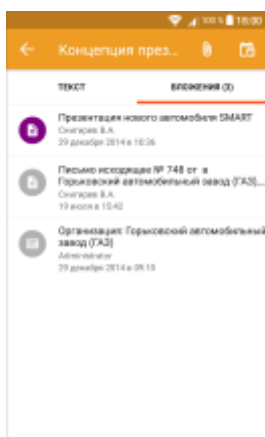 100 % 18:00
Концепция през...
ТЕКСТ
ВЛОЖЕНИЯ (3)
Презентация нового автомобиля SMART
Снегирев В.А.
29 декабря 2014 в 10:36
Письмо исходящее № 748 от в
Горьковский автомобильный завод (ГАЗ)...
Снегирев В.А.
19 июля в 15:42
Организация: Горьковский автомобильный
завод (ГАЗ)
Administrator
29 декабря 2014 в 09:10